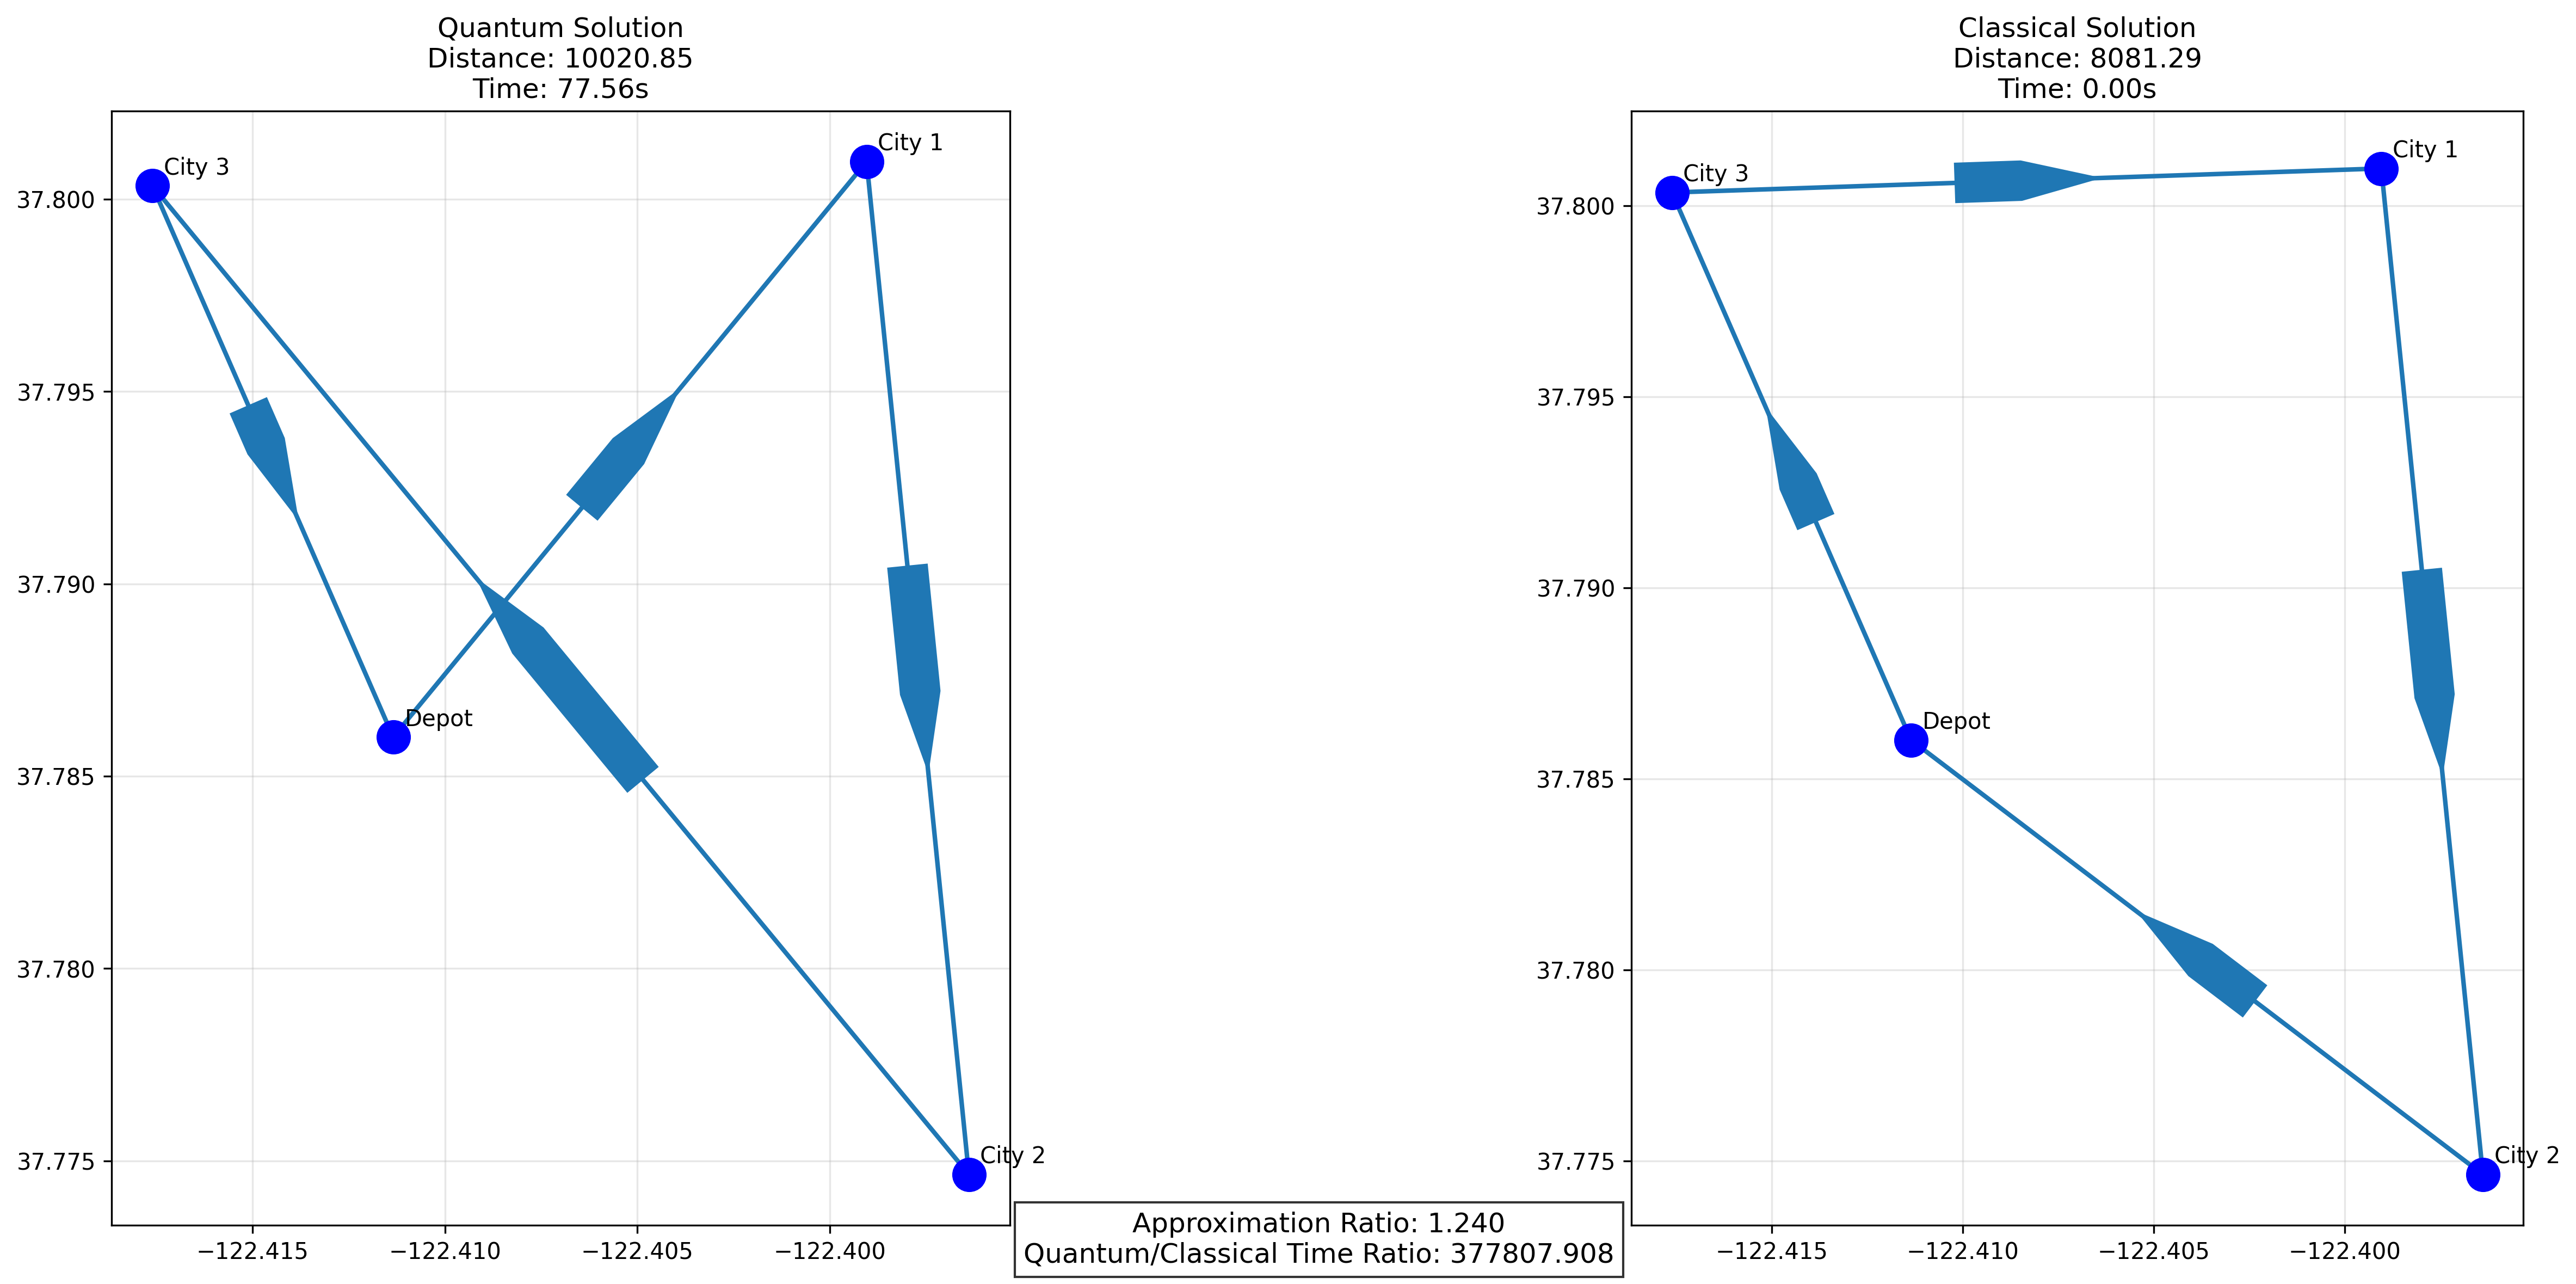 Quantum Solution
Distance: 10020.85
Time: 77.56s
City 3
City 1
Depot
City 2
37.800
37.795
37.790
37.785
37.780
37.775
−122.415
−122.410
−122.405
−122.400
Classical Solution
Distance: 8081.29
Time: 0.00s
City 3
City 1
Depot
City 2
37.800
37.795
37.790
37.785
37.780
37.775
−122.415
−122.410
−122.405
−122.400
Approximation Ratio: 1.240
Quantum/Classical Time Ratio: 377807.908